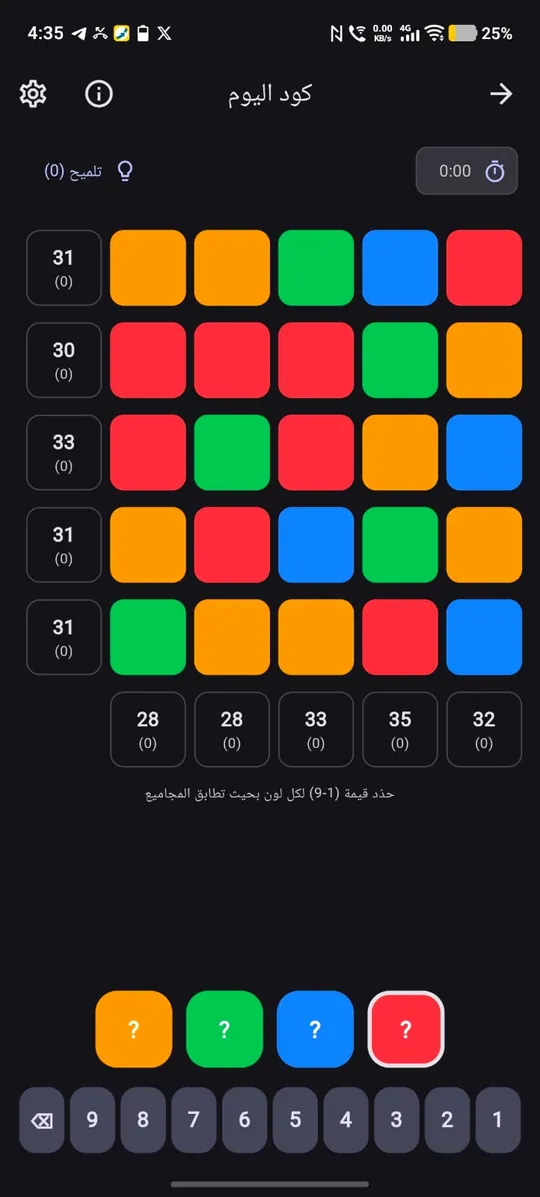 4:35 X 0.00 KB/s 4G 25%
كود اليوم
تلميح (0) 0:00
31
(0)
30
(0)
33
(0)
31
(0)
31
(0)
28 28 33 35 32
(0) (0) (0) (0) (0)
حدّد قيمة (1-9) لكل لون بحيث تطابق المجاميع
? ? ? ?
9 8 7 6 5 4 3 2 1